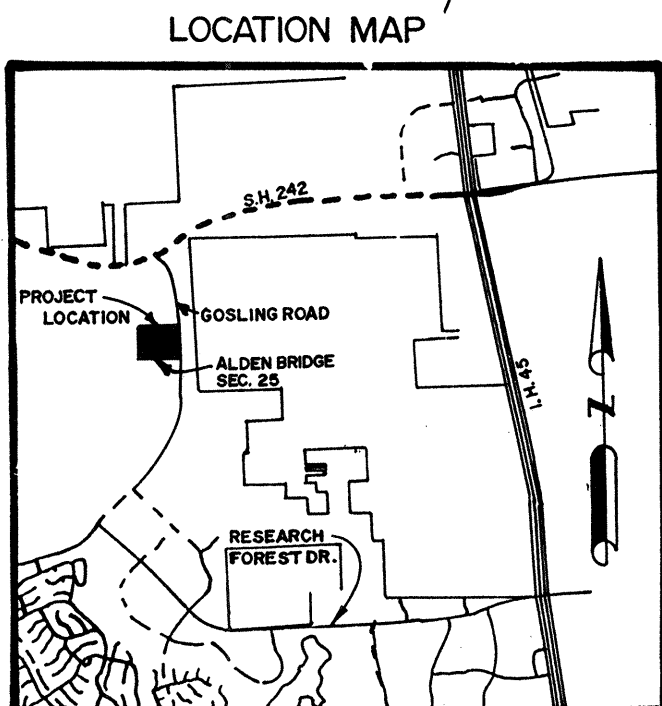 LOCATION MAP
S.H. 242
PROJECT
LOCATION
GOSLING ROAD
ALDEN BRIDGE
SEC. 25
I.H. 45
N
RESEARCH
FOREST DR.